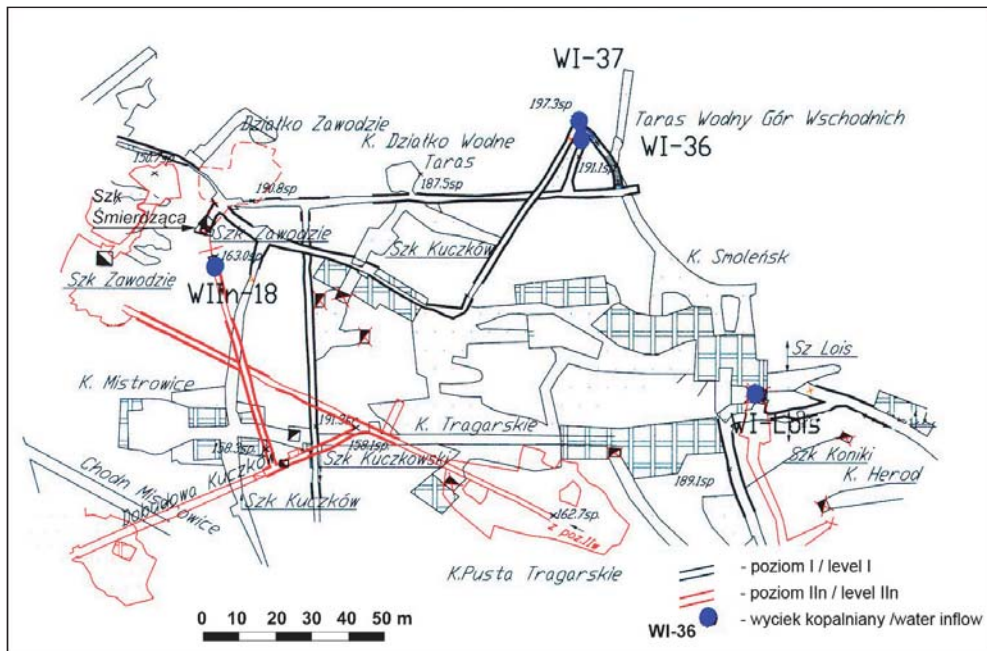 WI-37
197.3sp
Taras Wodny Gór Wschodnich
WI-36
191.1sp
Działko Zawodzie
K. Działko Wodne
Taras
187.5sp
150.7sp
190.8sp
Szk
Śmierdząca
Szk Zawodzie
163.0sp
Szk Kuczków
K. Smoleńsk
Szk Zawodzie
WIIn-18
Sz Lois
K. Mistrowice
191.9sp
K. Tragarskie
WI-Lois
158.9sp
158.1sp
Szk Kuczkowski
Szk Koniki
Chodn Mistrowice
Dobudowa Kuczków
Szk Kuczków
189.1sp
K. Herod
162.7sp
z poz.IIw
K.Pusta Tragarskie
- poziom I / level I
- poziom IIn / level IIn
WI-36 - wyciek kopalniany /water inflow
0 10 20 30 40 50 m